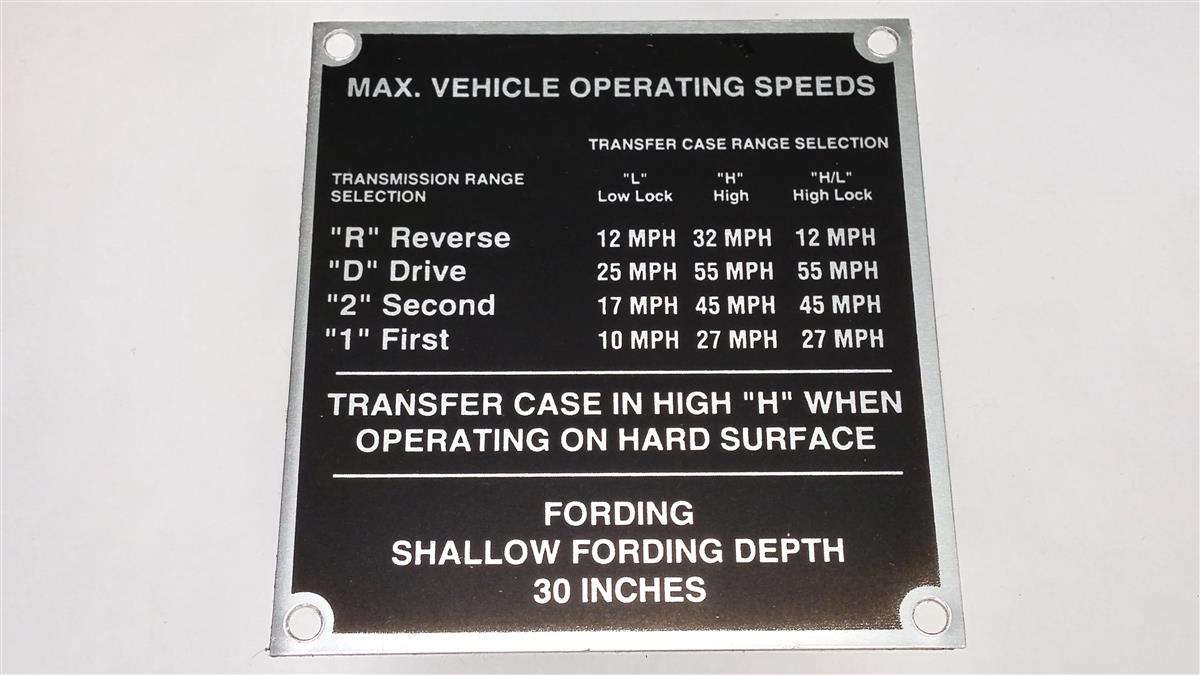 MAX. VEHICLE OPERATING SPEEDS
TRANSFER CASE RANGE SELECTION
TRANSMISSION RANGE SELECTION
"L" Low Lock
"H" High
"H/L" High Lock
"R" Reverse 12 MPH 32 MPH 12 MPH
"D" Drive 25 MPH 55 MPH 55 MPH
"2" Second 17 MPH 45 MPH 45 MPH
"1" First 10 MPH 27 MPH 27 MPH
TRANSFER CASE IN HIGH "H" WHEN
OPERATING ON HARD SURFACE
FORDING
SHALLOW FORDING DEPTH
30 INCHES